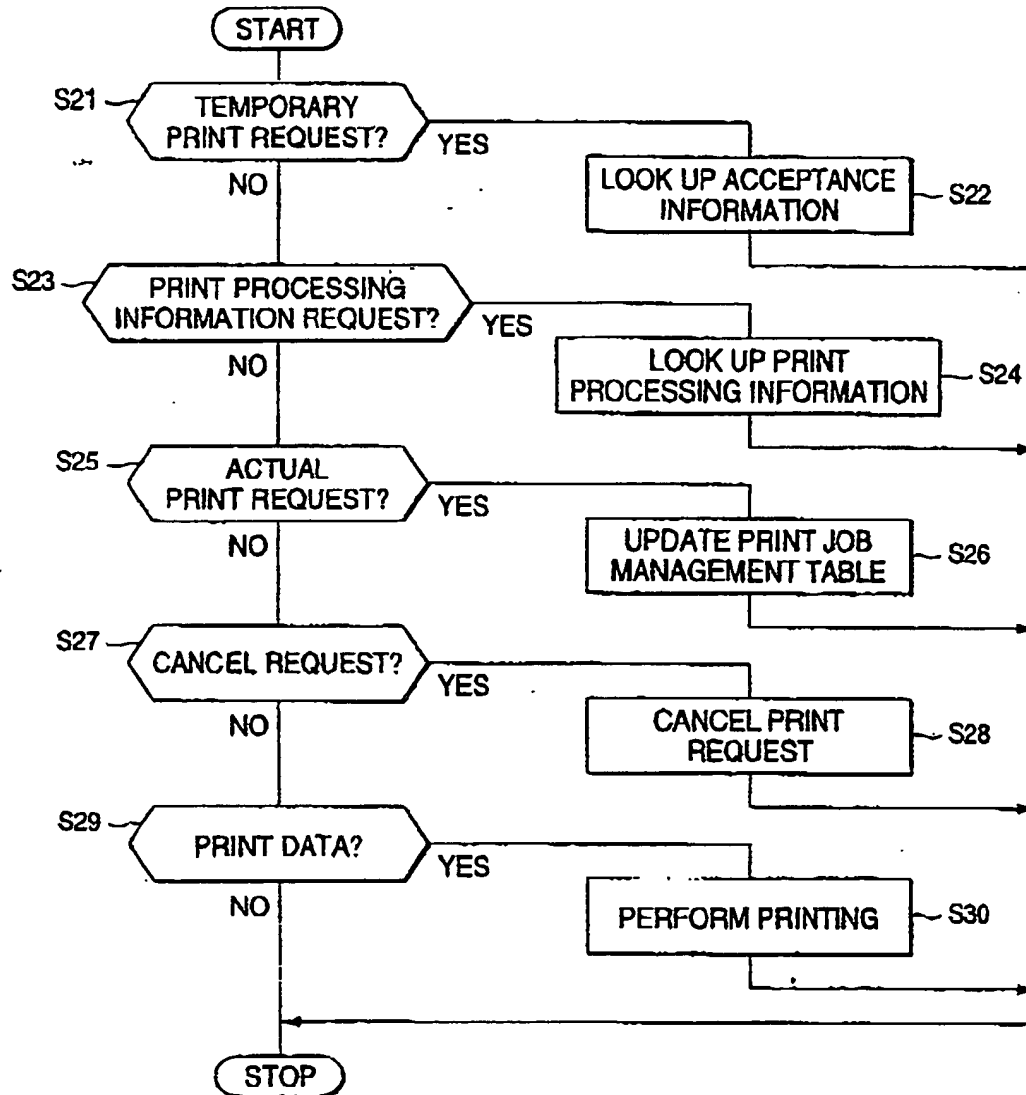 START
S21
TEMPORARY
PRINT REQUEST?
YES
NO
LOOK UP ACCEPTANCE
INFORMATION
S22
S23
PRINT PROCESSING
INFORMATION REQUEST?
YES
NO
LOOK UP PRINT
PROCESSING INFORMATION
S24
S25
ACTUAL
PRINT REQUEST?
YES
NO
UPDATE PRINT JOB
MANAGEMENT TABLE
S26
S27
CANCEL REQUEST?
YES
NO
CANCEL PRINT
REQUEST
S28
S29
PRINT DATA?
YES
NO
PERFORM PRINTING
S30
STOP